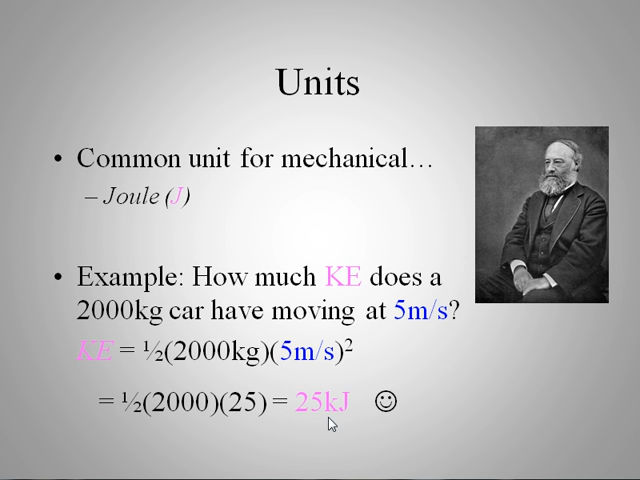 Units
• Common unit for mechanical…
– Joule (J)
• Example: How much KE does a
2000kg car have moving at 5m/s?
KE = ½(2000kg)(5m/s)²
= ½(2000)(25) = 25kJ ☺